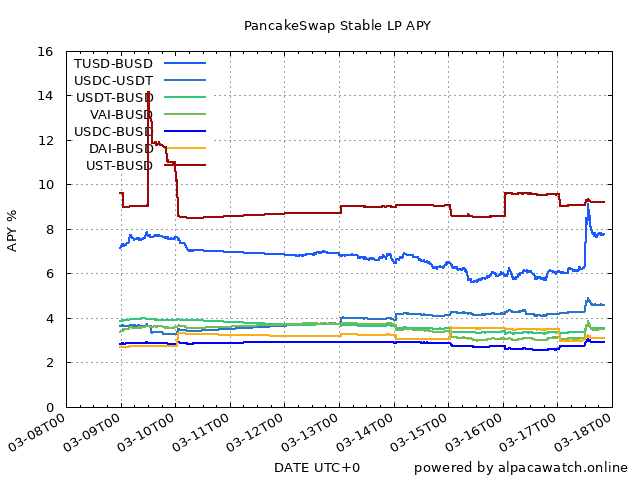 PancakeSwap Stable LP APY
16
14
12
10
8
6
4
2
0
APY %
TUSD-BUSD
USDC-USDT
USDT-BUSD
VAI-BUSD
USDC-BUSD
DAI-BUSD
UST-BUSD
03-08T00
03-09T00
03-10T00
03-11T00
03-12T00
03-13T00
03-14T00
03-15T00
03-16T00
03-17T00
03-18T00
DATE UTC+0
powered by alpacawatch.online